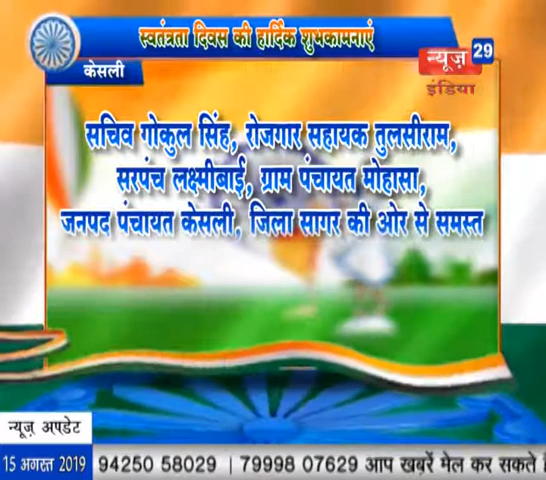 स्वतंत्रता दिवस की हार्दिक शुभकामनाएं
केसली
न्यूज़ 29
इंडिया
सचिव गोकुल सिंह, रोजगार सहायक तुलसीराम,
सरपंच लक्ष्मीबाई, ग्राम पंचायत मोहासा,
जनपद पंचायत केसली, जिला सागर की ओर से समस्त
न्यूज़ अपडेट
15 अगस्त 2019 94250 58029 | 79998 07629 आप खबरें मेल कर सकते